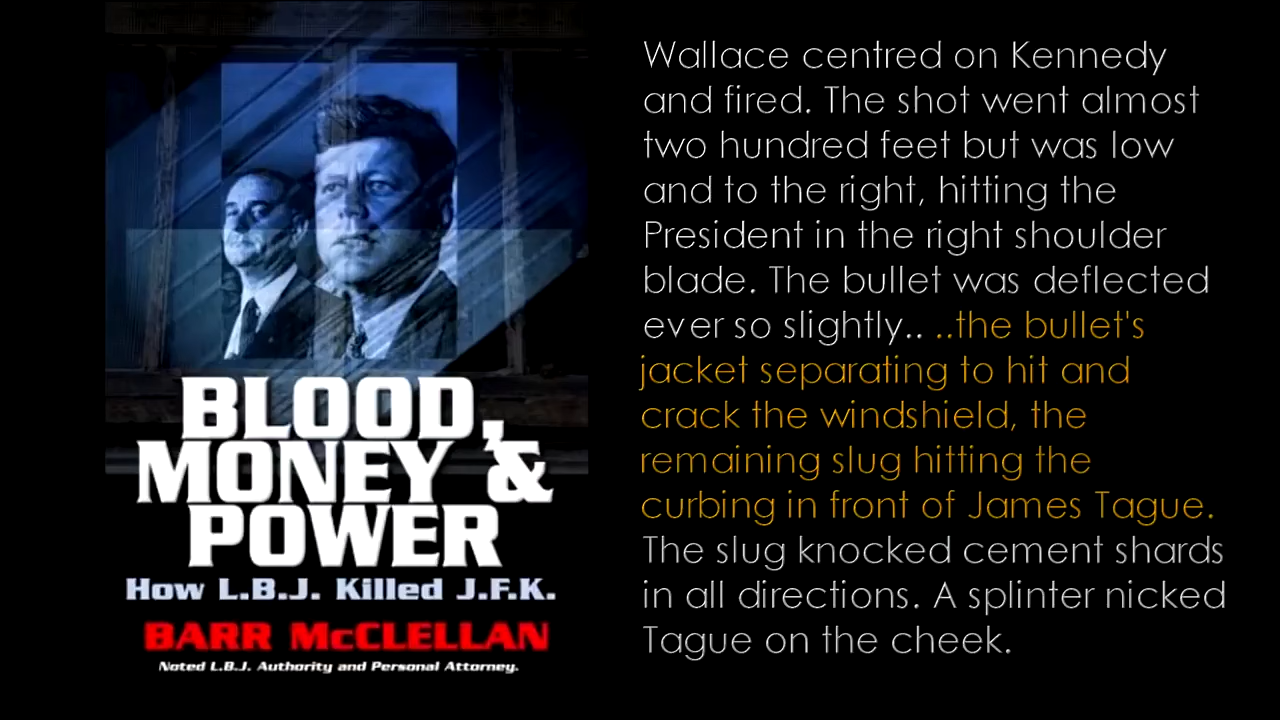 BLOOD,
MONEY &
POWER
How L.B.J. Killed J.F.K.
BARR McCLELLAN
Noted L.B.J. Authority and Personal Attorney.
Wallace centred on Kennedy
and fired. The shot went almost
two hundred feet but was low
and to the right, hitting the
President in the right shoulder
blade. The bullet was deflected
ever so slightly.. ..the bullet's
jacket separating to hit and
crack the windshield, the
remaining slug hitting the
curbing in front of James Tague.
The slug knocked cement shards
in all directions. A splinter nicked
Tague on the cheek.